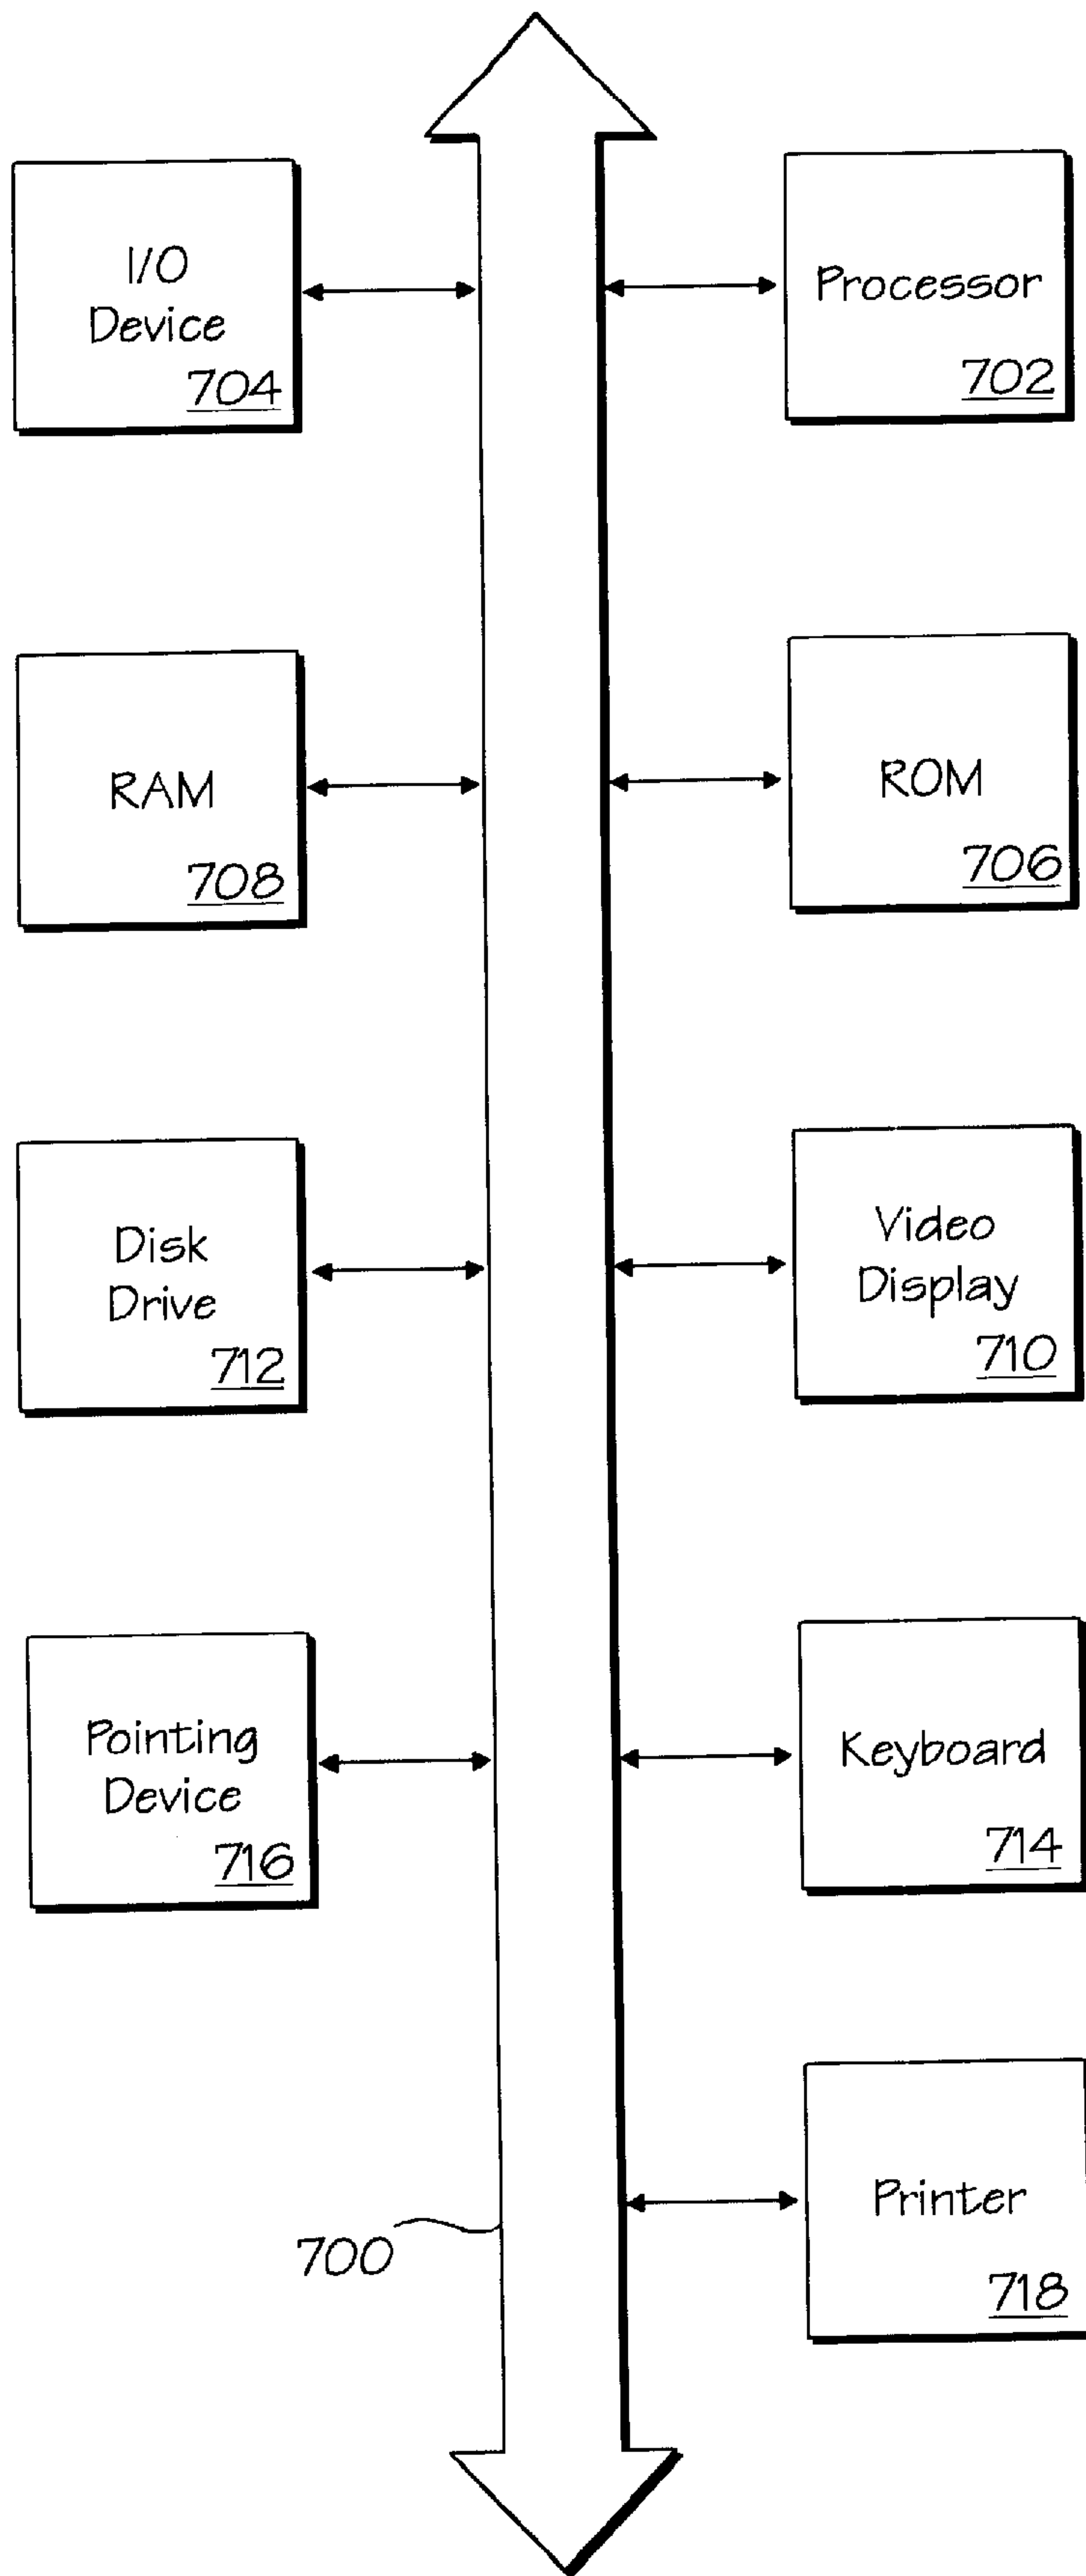 I/O
Device
704
Processor
702
RAM
708
ROM
706
Disk
Drive
712
Video
Display
710
Pointing
Device
716
Keyboard
714
700
Printer
718